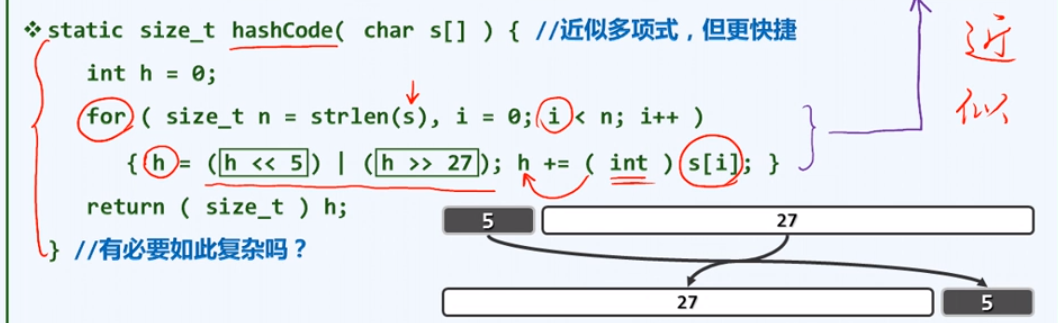 ❖ static size_t hashCode( char s[] ) { //近似多项式，但更快捷
int h = 0;
for ( size_t n = strlen(s), i = 0; i < n; i++ )
{ h = (h << 5) | (h >> 27); h += ( int ) s[i]; }
return ( size_t ) h;
} //有必要如此复杂吗？
近
似
5 27
27 5